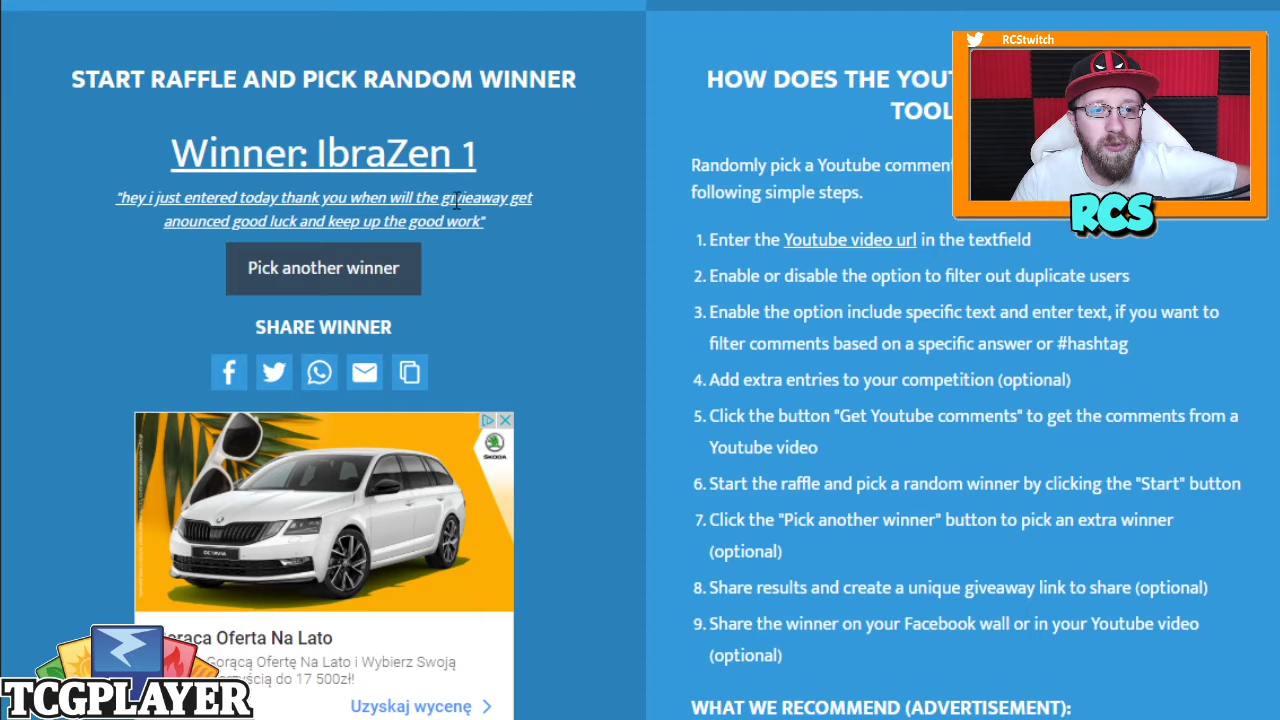 START RAFFLE AND PICK RANDOM WINNER
Winner: IbraZen 1
"hey i just entered today thank you when will the givieaway get
anounced good luck and keep up the good work"
Pick another winner
SHARE WINNER
ŠKODA
OCTAVIA
orąca Oferta Na Lato
Gorącą Ofertę Na Lato i Wybierz Swoją
do 17 500zł!
Uzyskaj wycenę
TCGPLAYER
HOW DOES THE YOU
TOOL
Randomly pick a Youtube comment
following simple steps.
1. Enter the Youtube video url in the textfield
2. Enable or disable the option to filter out duplicate users
3. Enable the option include specific text and enter text, if you want to
filter comments based on a specific answer or #hashtag
4. Add extra entries to your competition (optional)
5. Click the button "Get Youtube comments" to get the comments from a
Youtube video
6. Start the raffle and pick a random winner by clicking the "Start" button
7. Click the "Pick another winner" button to pick an extra winner
(optional)
8. Share results and create a unique giveaway link to share (optional)
9. Share the winner on your Facebook wall or in your Youtube video
(optional)
WHAT WE RECOMMEND (ADVERTISEMENT):
RCStwitch
RCS